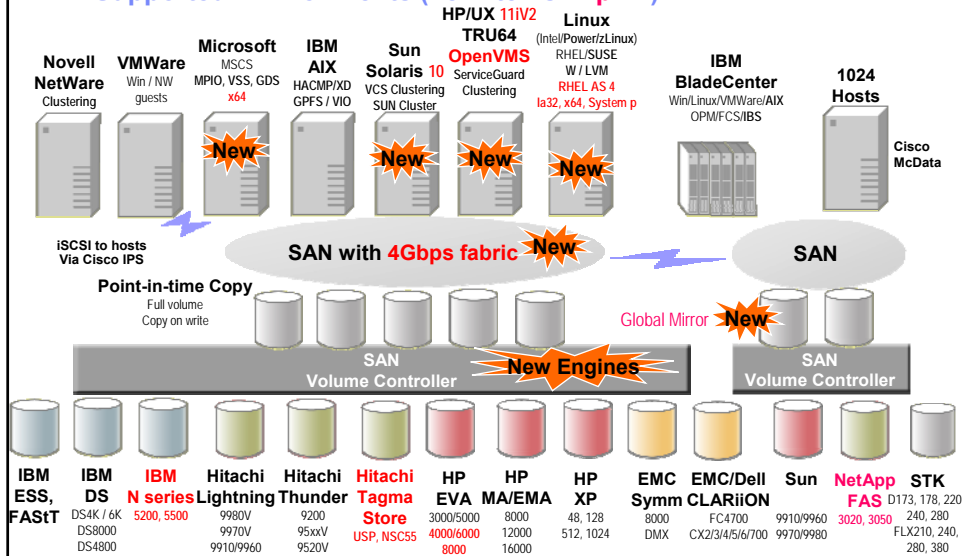 HP/UX 11iV2
TRU64
OpenVMS
ServiceGuard
Clustering
Linux
(Intel/Power/zLinux)
RHEL/SUSE
W / LVM
RHEL AS 4
Ia32, x64, System p
Novell
NetWare
Clustering
VMWare
Win / NW
guests
Microsoft
MSCS
MPIO, VSS, GDS
x64
IBM
AIX
HACMP/XD
GPFS / VIO
Sun
Solaris 10
VCS Clustering
SUN Cluster
IBM
BladeCenter
Win/Linux/VMWare/AIX
OPM/FCS/IBS
1024
Hosts
Cisco
McData
New
New
New
New
iSCSI to hosts
Via Cisco IPS
SAN with 4Gbps fabric
New
SAN
Point-in-time Copy
Full volume
Copy on write
Global Mirror
New
SAN
Volume Controller
New Engines
SAN
Volume Controller
IBM
ESS,
FAStT
IBM
DS
DS4K / 6K
DS8000
DS4800
IBM
N series
5200, 5500
Hitachi
Lightning
9980V
9970V
9910/9960
Hitachi
Thunder
9200
95xxV
9520V
Hitachi
Tagma
Store
USP, NSC55
HP
EVA
3000/5000
4000/6000
8000
HP
MA/EMA
8000
12000
16000
HP
XP
48, 128
512, 1024
EMC
Symm
8000
DMX
EMC/Dell
CLARiiON
FC4700
CX2/3/4/5/6/700
Sun
9910/9960
9970/9980
NetApp
FAS
3020, 3050
STK
D173, 178, 220
240, 280
FLX210, 240,
280, 380